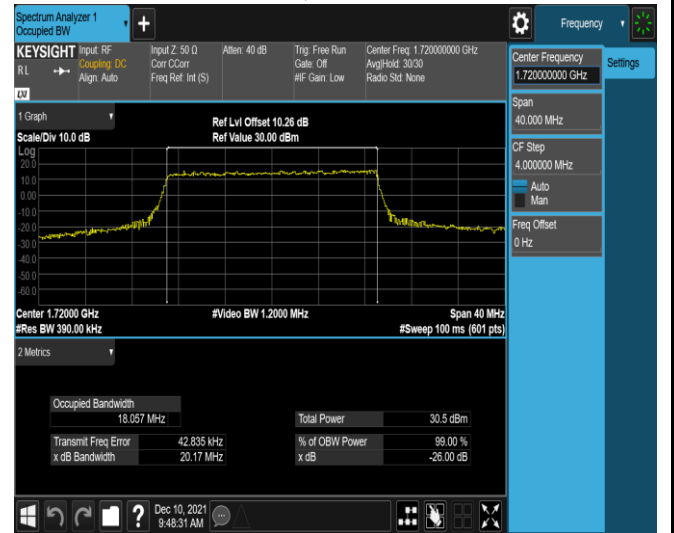 Spectrum Analyzer 1
Occupied BW
Frequency
KEYSIGHT
RL
LXI
Input: RF
Coupling: DC
Align: Auto
Input Z: 50 Ω
Corr CCorr
Freq Ref: Int (S)
Atten: 40 dB
Trig: Free Run
Gate: Off
#IF Gain: Low
Center Freq: 1.720000000 GHz
Avg|Hold: 30/30
Radio Std: None
1 Graph
Scale/Div 10.0 dB
Ref Lvl Offset 10.26 dB
Ref Value 30.00 dBm
Log
20.0
10.0
0.00
-10.0
-20.0
-30.0
-40.0
-50.0
-60.0
Center 1.72000 GHz
#Res BW 390.00 kHz
#Video BW 1.2000 MHz
Span 40 MHz
#Sweep 100 ms (601 pts)
2 Metrics
Occupied Bandwidth
18.057 MHz
Transmit Freq Error 42.835 kHz
x dB Bandwidth 20.17 MHz
Total Power 30.5 dBm
% of OBW Power 99.00 %
x dB -26.00 dB
Dec 10, 2021
9:48:31 AM
Center Frequency
1.720000000 GHz
Settings
Span
40.000 MHz
CF Step
4.000000 MHz
Auto
Man
Freq Offset
0 Hz